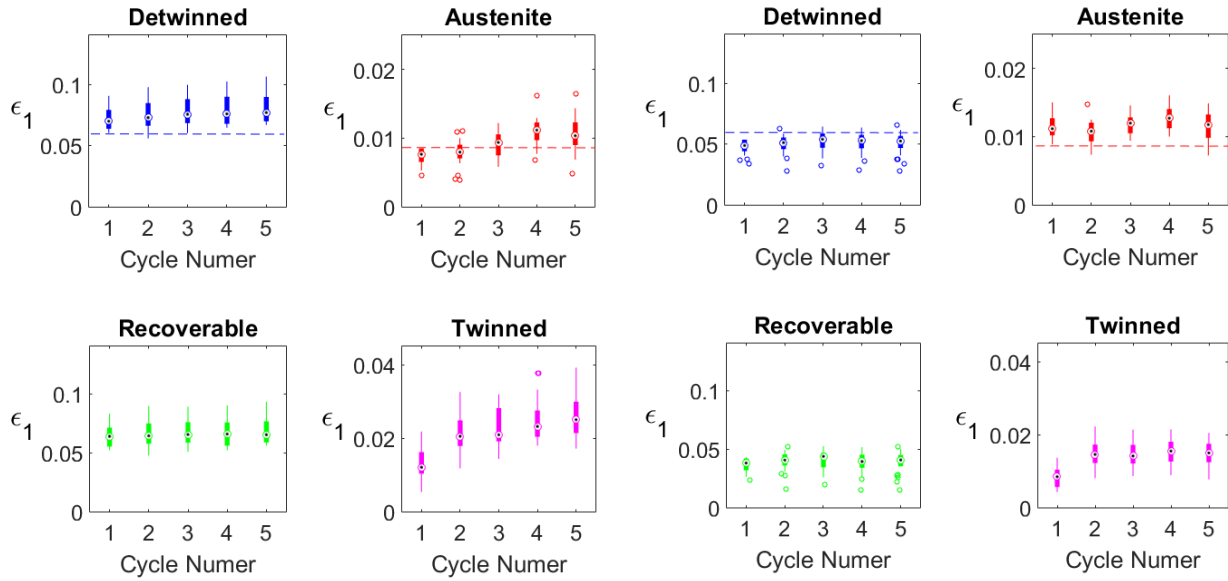 Detwinned
0.1
0.05
0
ϵ1
1 2 3 4 5
Cycle Numer
Austenite
0.02
0.01
0
ϵ1
1 2 3 4 5
Cycle Numer
Detwinned
0.1
0.05
0
ϵ1
1 2 3 4 5
Cycle Numer
Austenite
0.02
0.01
0
ϵ1
1 2 3 4 5
Cycle Numer
Recoverable
0.1
0.05
0
ϵ1
1 2 3 4 5
Cycle Numer
Twinned
0.04
0.02
0
ϵ1
1 2 3 4 5
Cycle Numer
Recoverable
0.1
0.05
0
ϵ1
1 2 3 4 5
Cycle Numer
Twinned
0.04
0.02
0
ϵ1
1 2 3 4 5
Cycle Numer